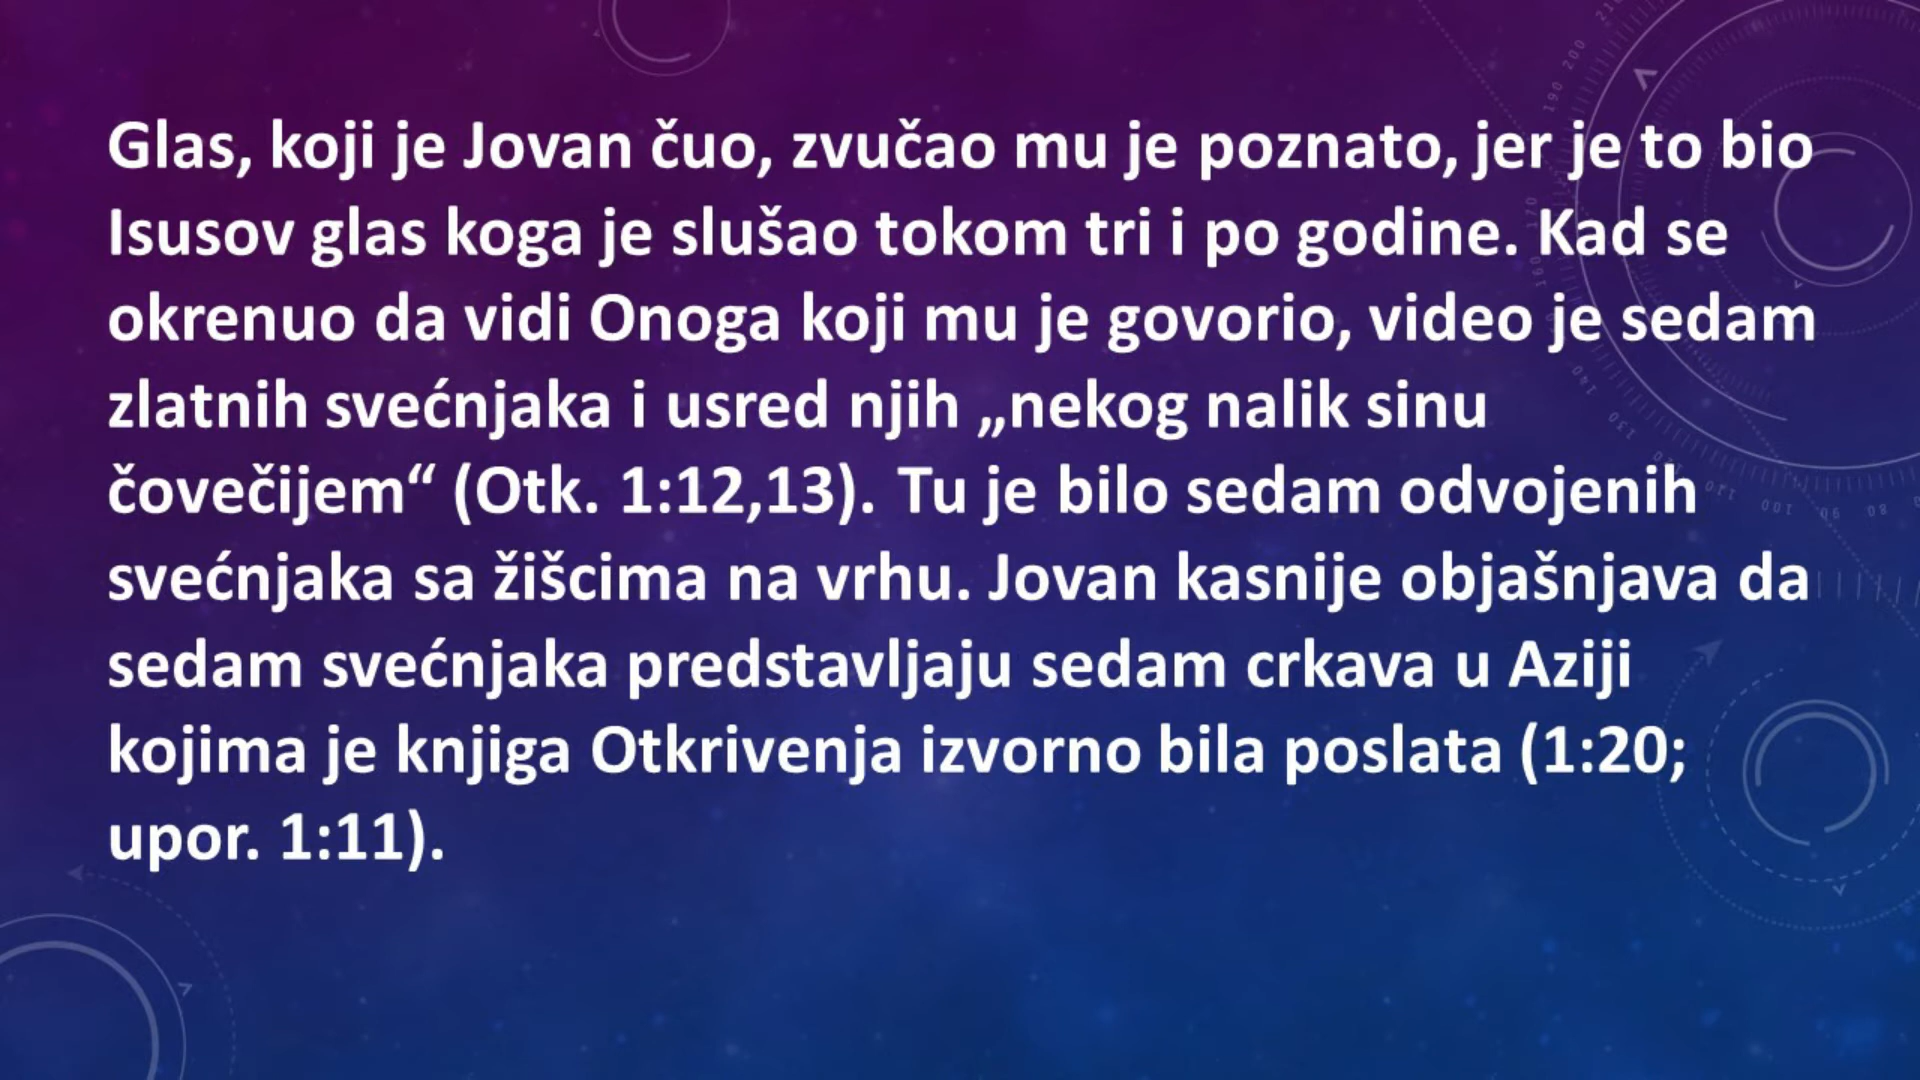 Glas, koji je Jovan čuo, zvučao mu je poznato, jer je to bio
Isusov glas koga je slušao tokom tri i po godine. Kad se
okrenuo da vidi Onoga koji mu je govorio, video je sedam
zlatnih svećnjaka i usred njih „nekog nalik sinu
čovečijem“ (Otk. 1:12,13). Tu je bilo sedam odvojenih
svećnjaka sa žišcima na vrhu. Jovan kasnije objašnjava da
sedam svećnjaka predstavljaju sedam crkava u Aziji
kojima je knjiga Otkrivenja izvorno bila poslata (1:20;
upor. 1:11).